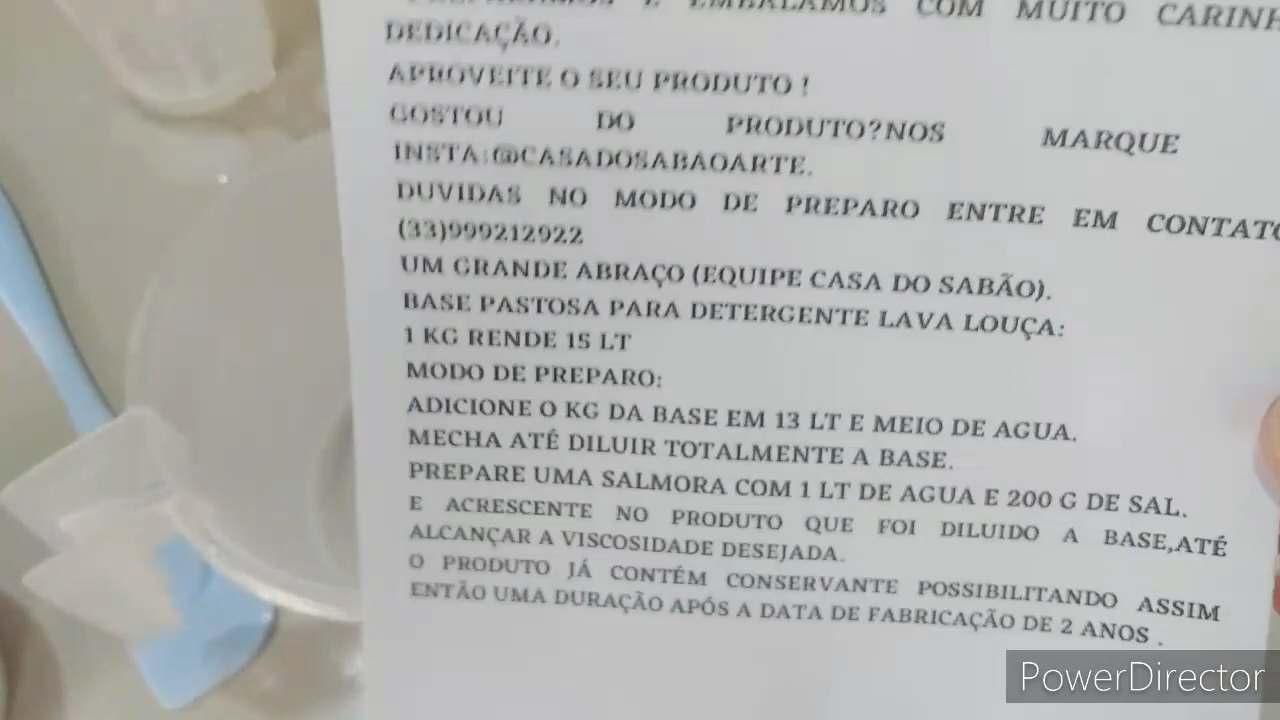 E EMBALAMOS COM MUITO
DEDICAÇÃO.
APROVEITE O SEU PRODUTO !
GOSTOU DO PRODUTO?NOS MARQUE
INSTA:@CASADOSABAOARTE.
DUVIDAS NO MODO DE PREPARO ENTRE EM CONTATO
(33)999212922
UM GRANDE ABRAÇO (EQUIPE CASA DO SABÃO).
BASE PASTOSA PARA DETERGENTE LAVA LOUÇA:
1 KG RENDE 15 LT
MODO DE PREPARO:
ADICIONE O KG DA BASE EM 13 LT E MEIO DE AGUA.
MECHA ATÉ DILUIR TOTALMENTE A BASE.
PREPARE UMA SALMORA COM 1 LT DE AGUA E 200 G DE SAL.
E ACRESCENTE NO PRODUTO QUE FOI DILUIDO A BASE,ATÉ
ALCANÇAR A VISCOSIDADE DESEJADA.
O PRODUTO JÁ CONTÉM CONSERVANTE POSSIBILITANDO ASSIM
ENTÃO UMA DURAÇÃO APÓS A DATA DE FABRICAÇÃO DE 2 ANOS .
PowerDirector